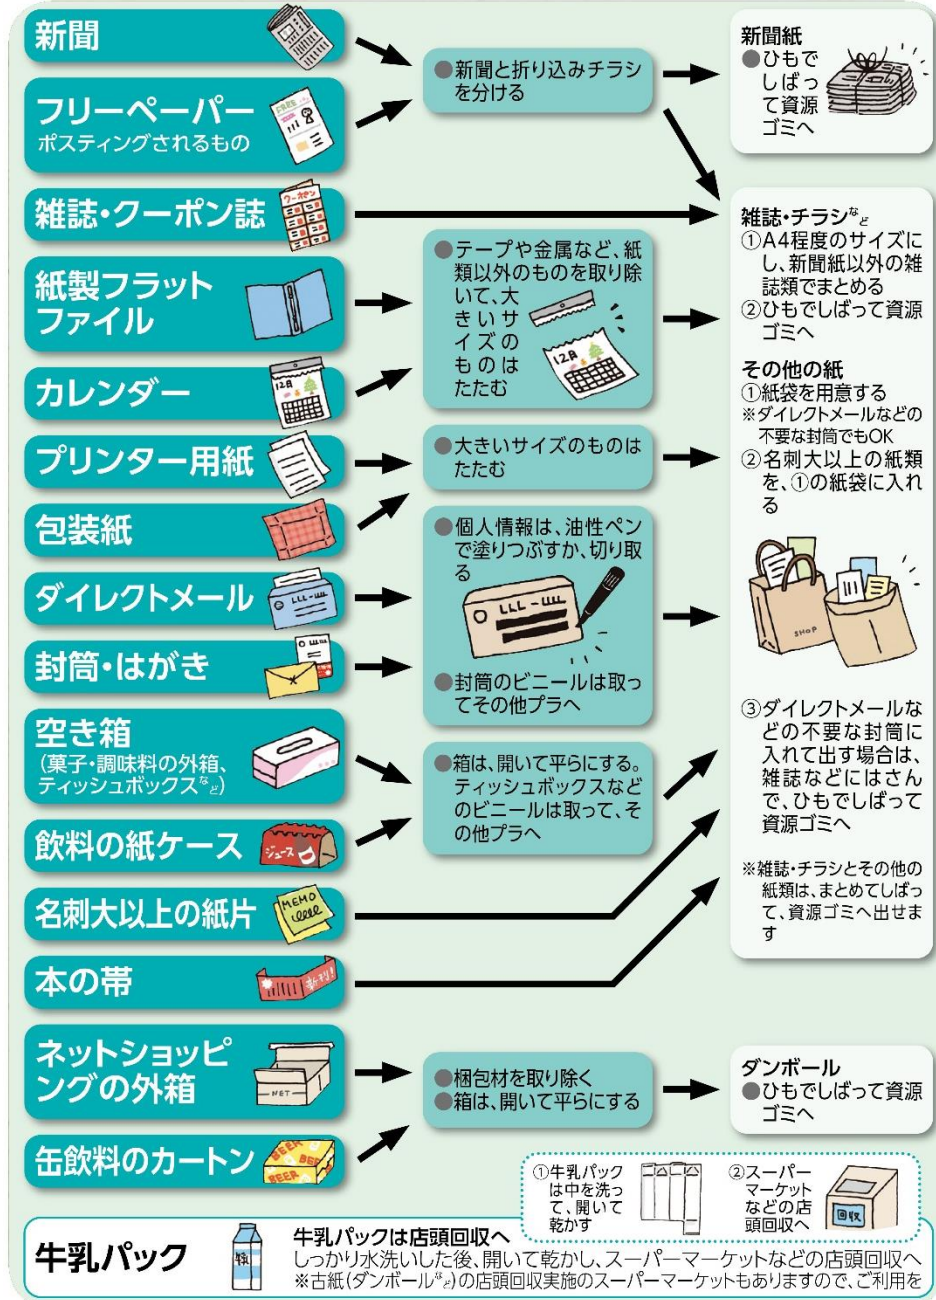 新聞
フリーペーパー
ポスティングされるもの
●新聞と折り込みチラシ
を分ける
新聞紙
●ひもで
しばっ
て資源
ゴミへ
雑誌・クーポン誌
クーポン
紙製フラット
ファイル
カレンダー
12月
●テープや金属など、紙
類以外のものを取り除
いて、大
きいサ
イズの
ものは
たたむ
12月
雑誌・チラシなど
①A4程度のサイズに
し、新聞紙以外の雑
誌類でまとめる
②ひもでしばって資源
ゴミへ
プリンター用紙
包装紙
●大きいサイズのものは
たたむ
その他の紙
①紙袋を用意する
※ダイレクトメールなどの
不要な封筒でもOK
②名刺大以上の紙類
を、①の紙袋に入れ
る
SHOP
ダイレクトメール
封筒・はがき
●個人情報は、油性ペン
で塗りつぶすか、切り取
る
●封筒のビニールは取っ
てその他プラへ
空き箱
(菓子・調味料の外箱、
ティッシュボックスなど)
飲料の紙ケース
ジュース
●箱は、開いて平らにする。
ティッシュボックスなど
のビニールは取って、そ
の他プラへ
③ダイレクトメールな
どの不要な封筒に
入れて出す場合は、
雑誌などにはさん
で、ひもでしばって
資源ゴミへ
※雑誌・チラシとその他の
紙類は、まとめてしばっ
て、資源ゴミへ出せま
す
名刺大以上の紙片
MEMO
本の帯
新刊!
ネットショッピ
ングの外箱
NET
缶飲料のカートン
BEER
BEER
●梱包材を取り除く
●箱は、開いて平らにする
ダンボール
●ひもでしばって資源
ゴミへ
①牛乳パック
は中を洗っ
て、開いて
乾かす
②スーパー
マーケット
などの店
頭回収へ
回収
牛乳パック
牛乳パックは店頭回収へ
しっかり水洗いした後、開いて乾かし、スーパーマーケットなどの店頭回収へ
※古紙(ダンボールなど)の店頭回収実施のスーパーマーケットもありますので、ご利用を